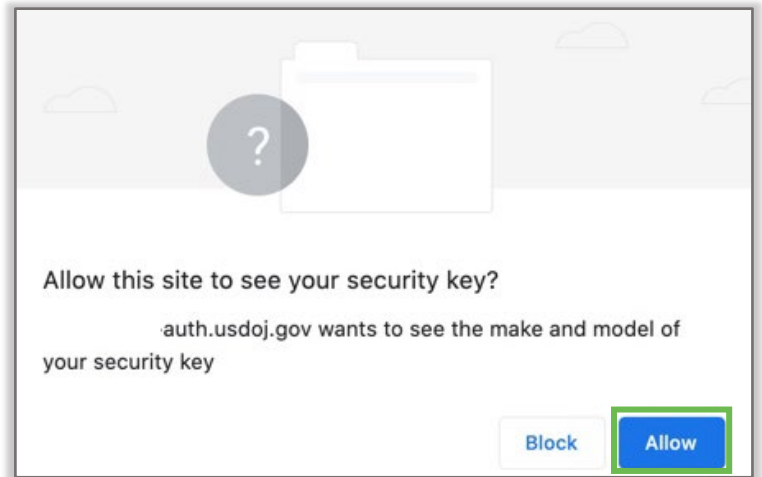 ?
Allow this site to see your security key?
-auth.usdoj.gov wants to see the make and model of
your security key
Block Allow